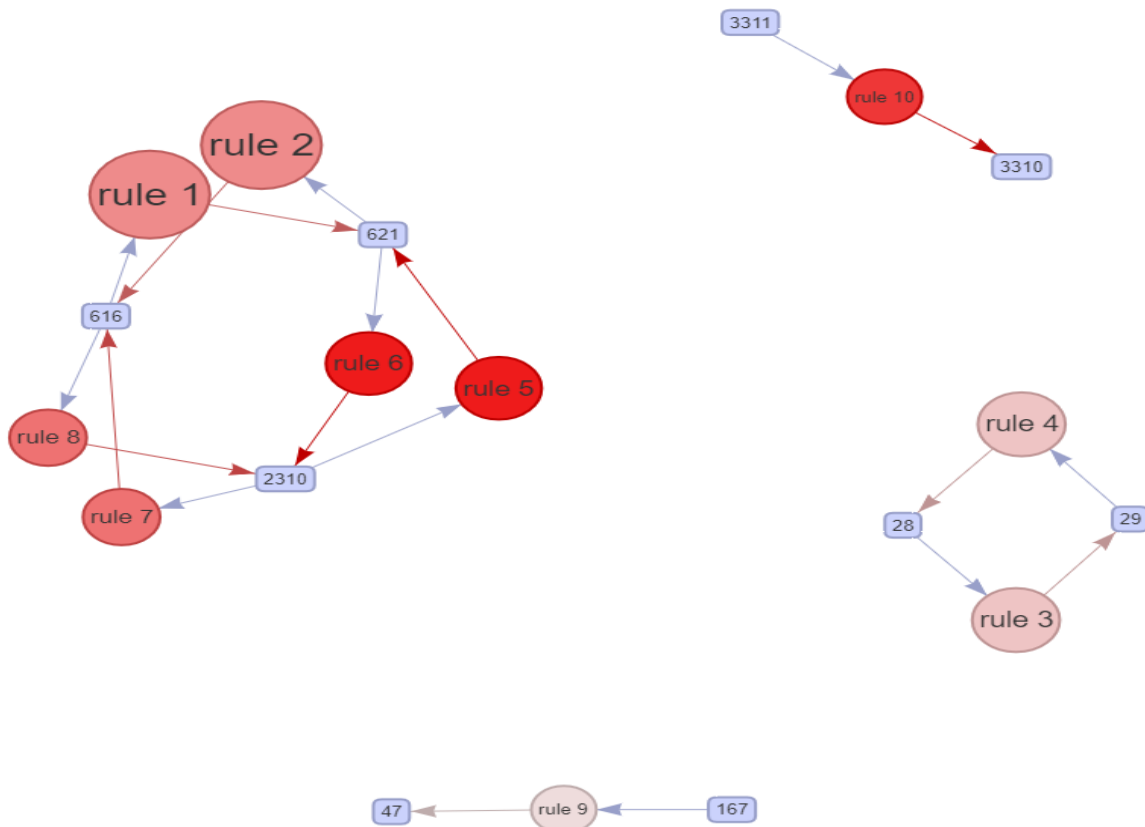 3311
rule 10
3310
rule 2
rule 1
621
616
rule 6
rule 5
rule 8
2310
rule 7
rule 4
28
29
rule 3
47
rule 9
167